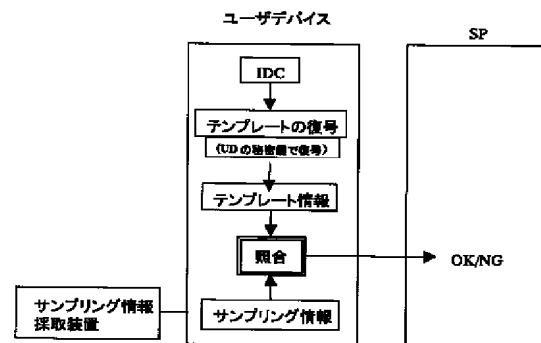 ユーザデバイス
SP
IDC
テンプレートの復号
(UDの秘密鍵で復号)
テンプレート情報
照合
OK/NG
サンプリング情報
採取装置
サンプリング情報